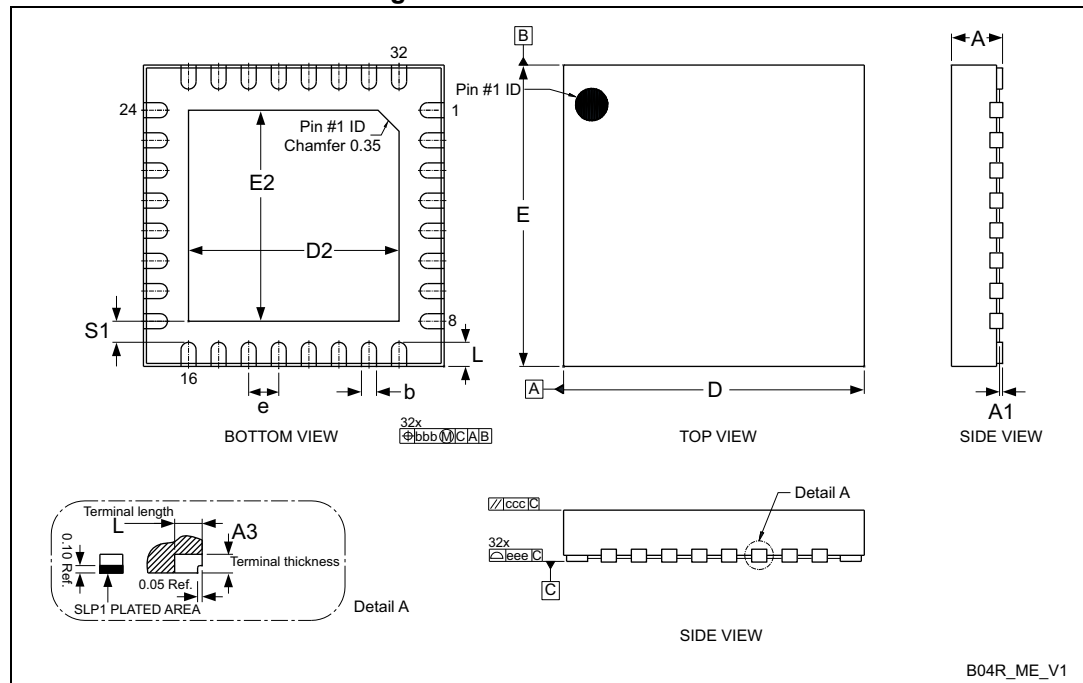 B
A
32
Pin #1 ID
24
1
Pin #1 ID
Chamfer 0.35
E2
E
D2
S1
8
L
16
A
D
e
b
A1
32x
⌖ bbb Ⓜ C A B
BOTTOM VIEW
TOP VIEW
SIDE VIEW
Terminal length
L
A3
0.10 Ref.
Terminal thickness
0.05 Ref.
SLP1 PLATED AREA
Detail A
// ccc C
Detail A
32x
⌓ eee C
C
SIDE VIEW
B04R_ME_V1